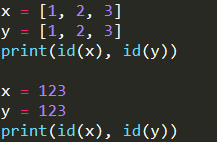 x = [1, 2, 3]
y = [1, 2, 3]
print(id(x), id(y))
x = 123
y = 123
print(id(x), id(y))